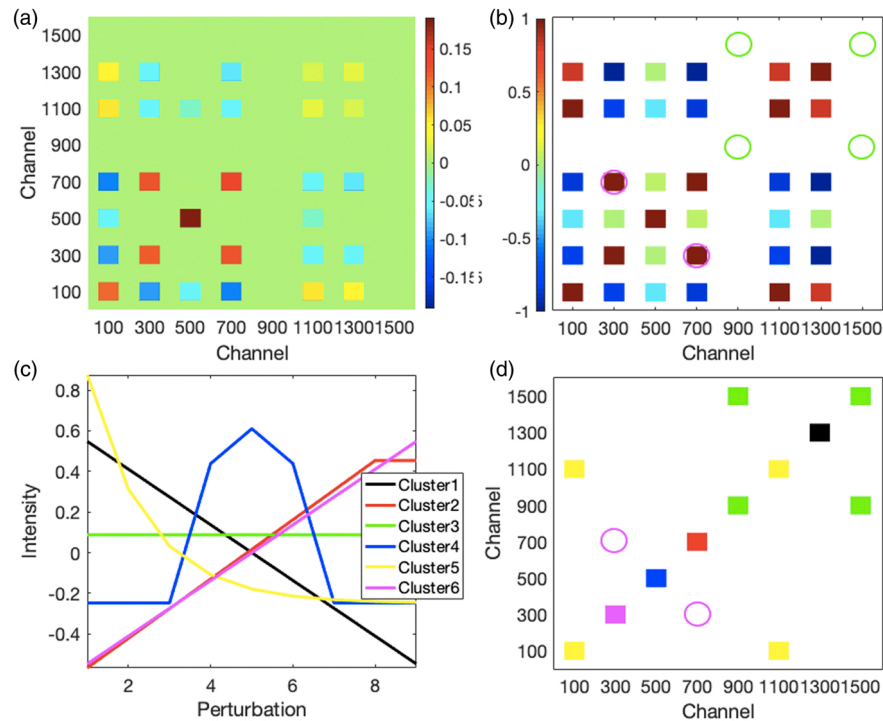 (a)
1500
1300
1100
900
700
500
300
100
Channel
100 300 500 700 900 11001300 1500
Channel
0.15
0.1
0.05
0
-0.05
-0.1
-0.15
(b)
1
0.5
0
-0.5
-1
100 300 500 700 900 1100 1300 1500
Channel
(c)
0.8
0.6
0.4
0.2
0
-0.2
-0.4
Intensity
2 4 6 8
Perturbation
Cluster1
Cluster2
Cluster3
Cluster4
Cluster5
Cluster6
(d)
1500
1300
1100
900
700
500
300
100
Channel
100 300 500 700 900 1100 1300 1500
Channel